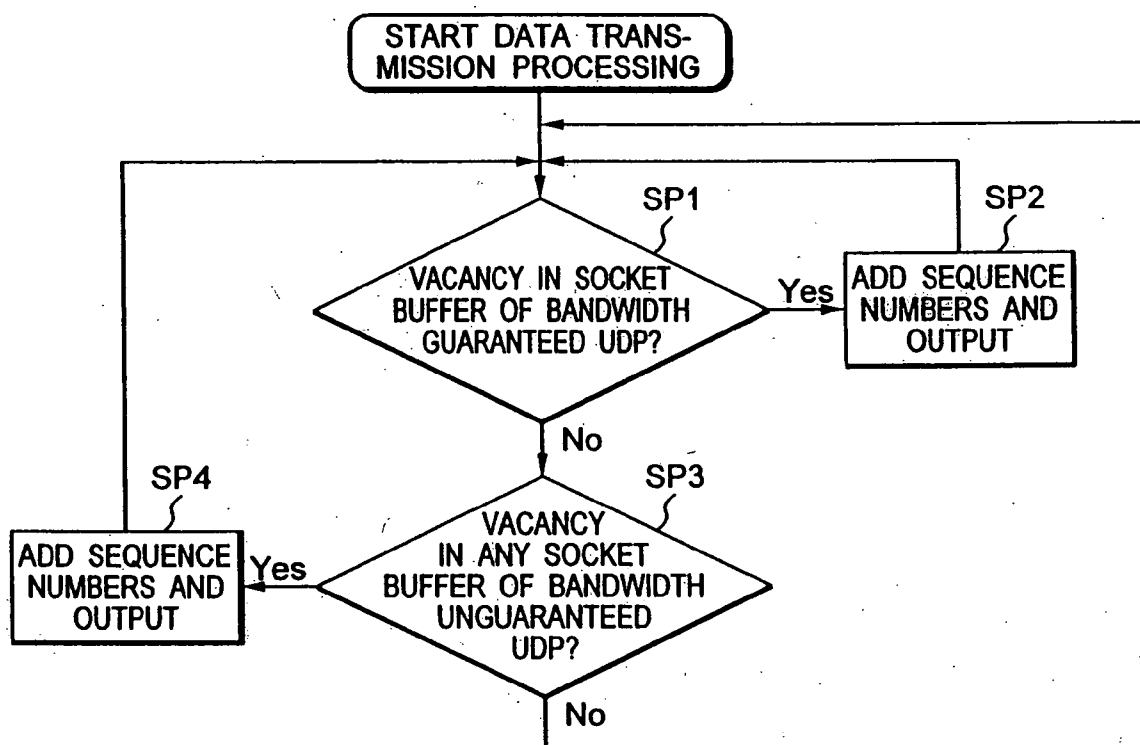 START DATA TRANS-
MISSION PROCESSING
SP1
VACANCY IN SOCKET
BUFFER OF BANDWIDTH
GUARANTEED UDP?
Yes
SP2
ADD SEQUENCE
NUMBERS AND
OUTPUT
No
SP3
VACANCY
IN ANY SOCKET
BUFFER OF BANDWIDTH
UNGUARANTEED
UDP?
Yes
SP4
ADD SEQUENCE
NUMBERS AND
OUTPUT
No